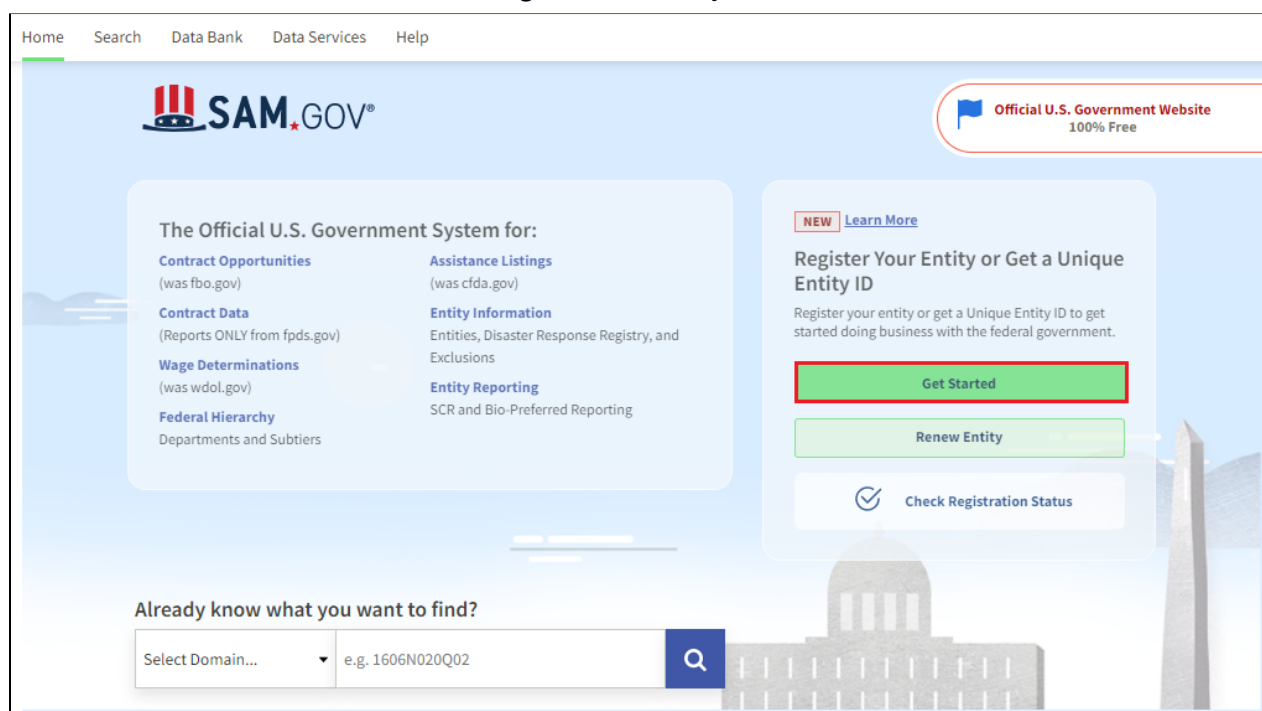 Home Search Data Bank Data Services Help
SAM.GOV®
Official U.S. Government Website
100% Free
The Official U.S. Government System for:
Contract Opportunities
(was fbo.gov)
Contract Data
(Reports ONLY from fpds.gov)
Wage Determinations
(was wdol.gov)
Federal Hierarchy
Departments and Subtiers
Assistance Listings
(was cfda.gov)
Entity Information
Entities, Disaster Response Registry, and
Exclusions
Entity Reporting
SCR and Bio-Preferred Reporting
NEW Learn More
Register Your Entity or Get a Unique
Entity ID
Register your entity or get a Unique Entity ID to get
started doing business with the federal government.
Get Started
Renew Entity
Check Registration Status
Already know what you want to find?
Select Domain... e.g. 1606N020Q02